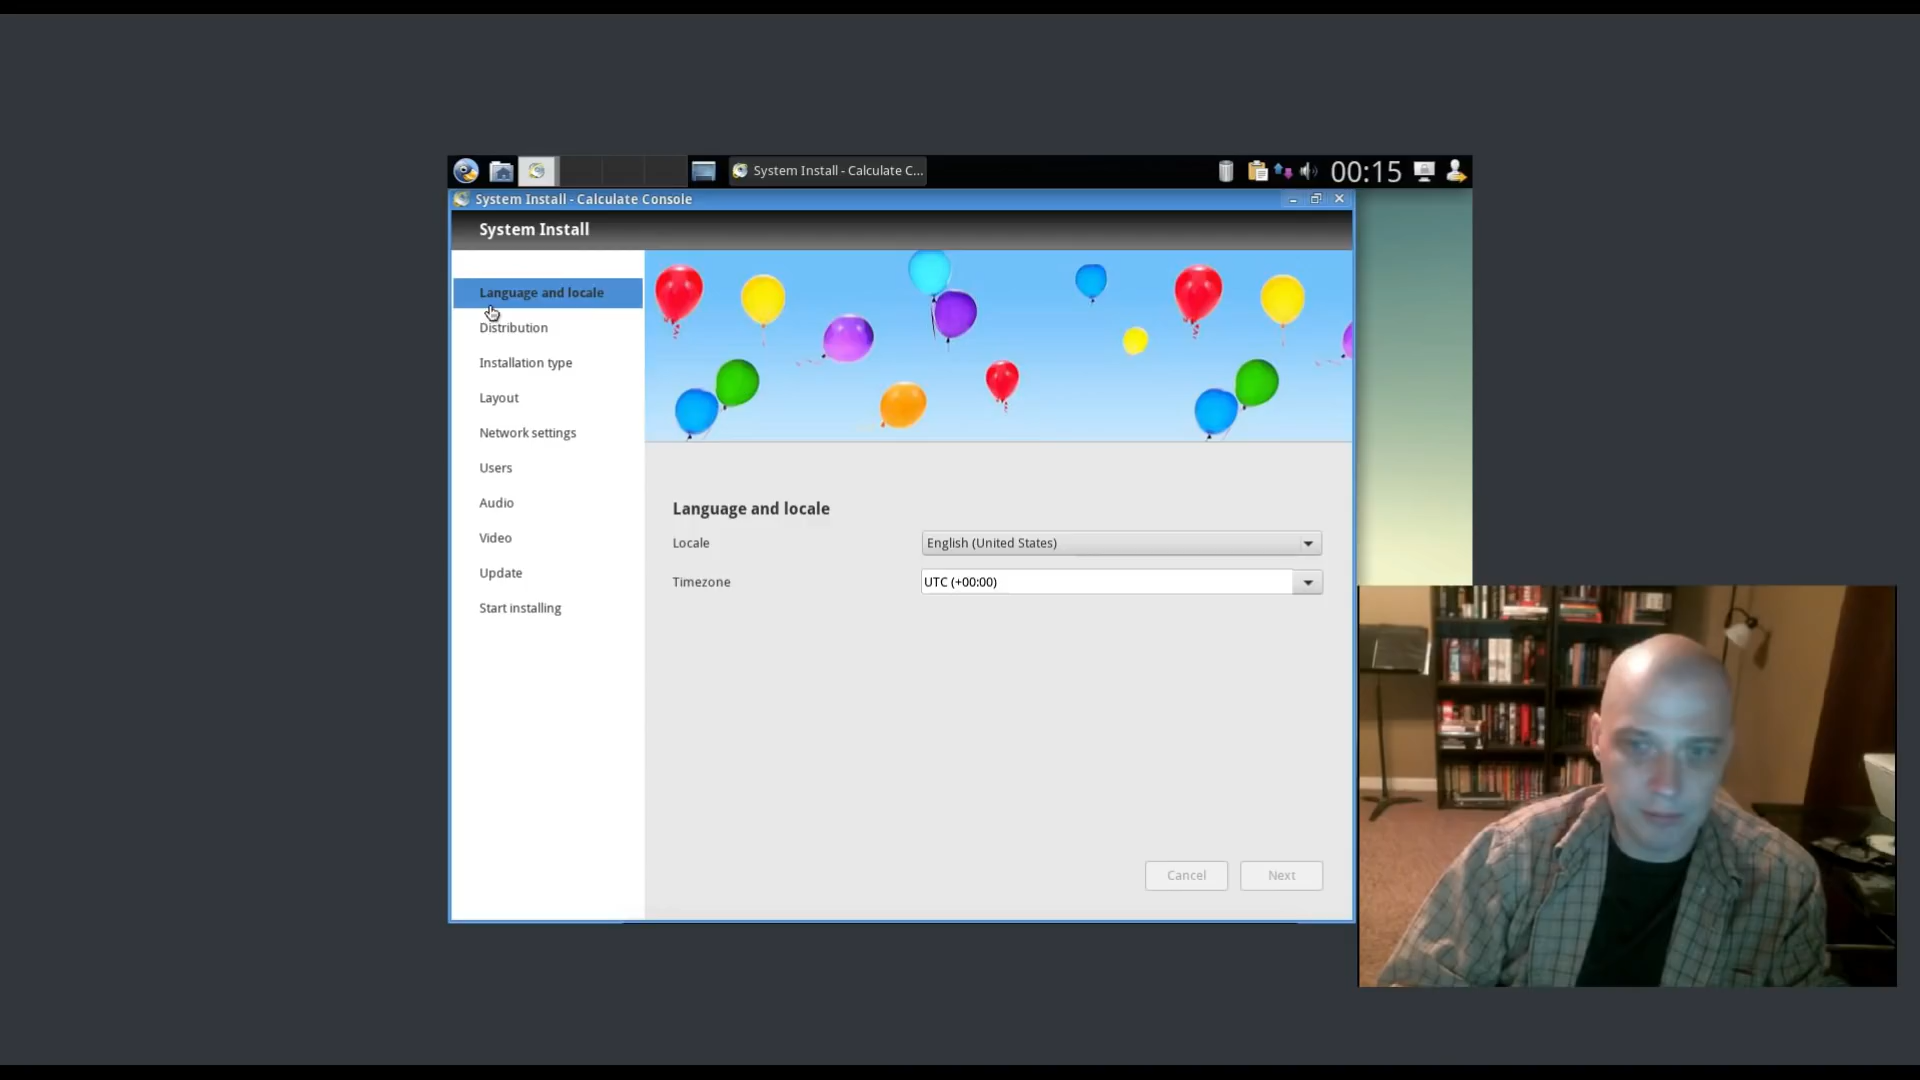 System Install - Calculate C...
00:15
System Install - Calculate Console
System Install
Language and locale
Distribution
Installation type
Layout
Network settings
Users
Audio
Video
Update
Start installing
Language and locale
Locale
English (United States)
Timezone
UTC (+00:00)
Cancel
Next